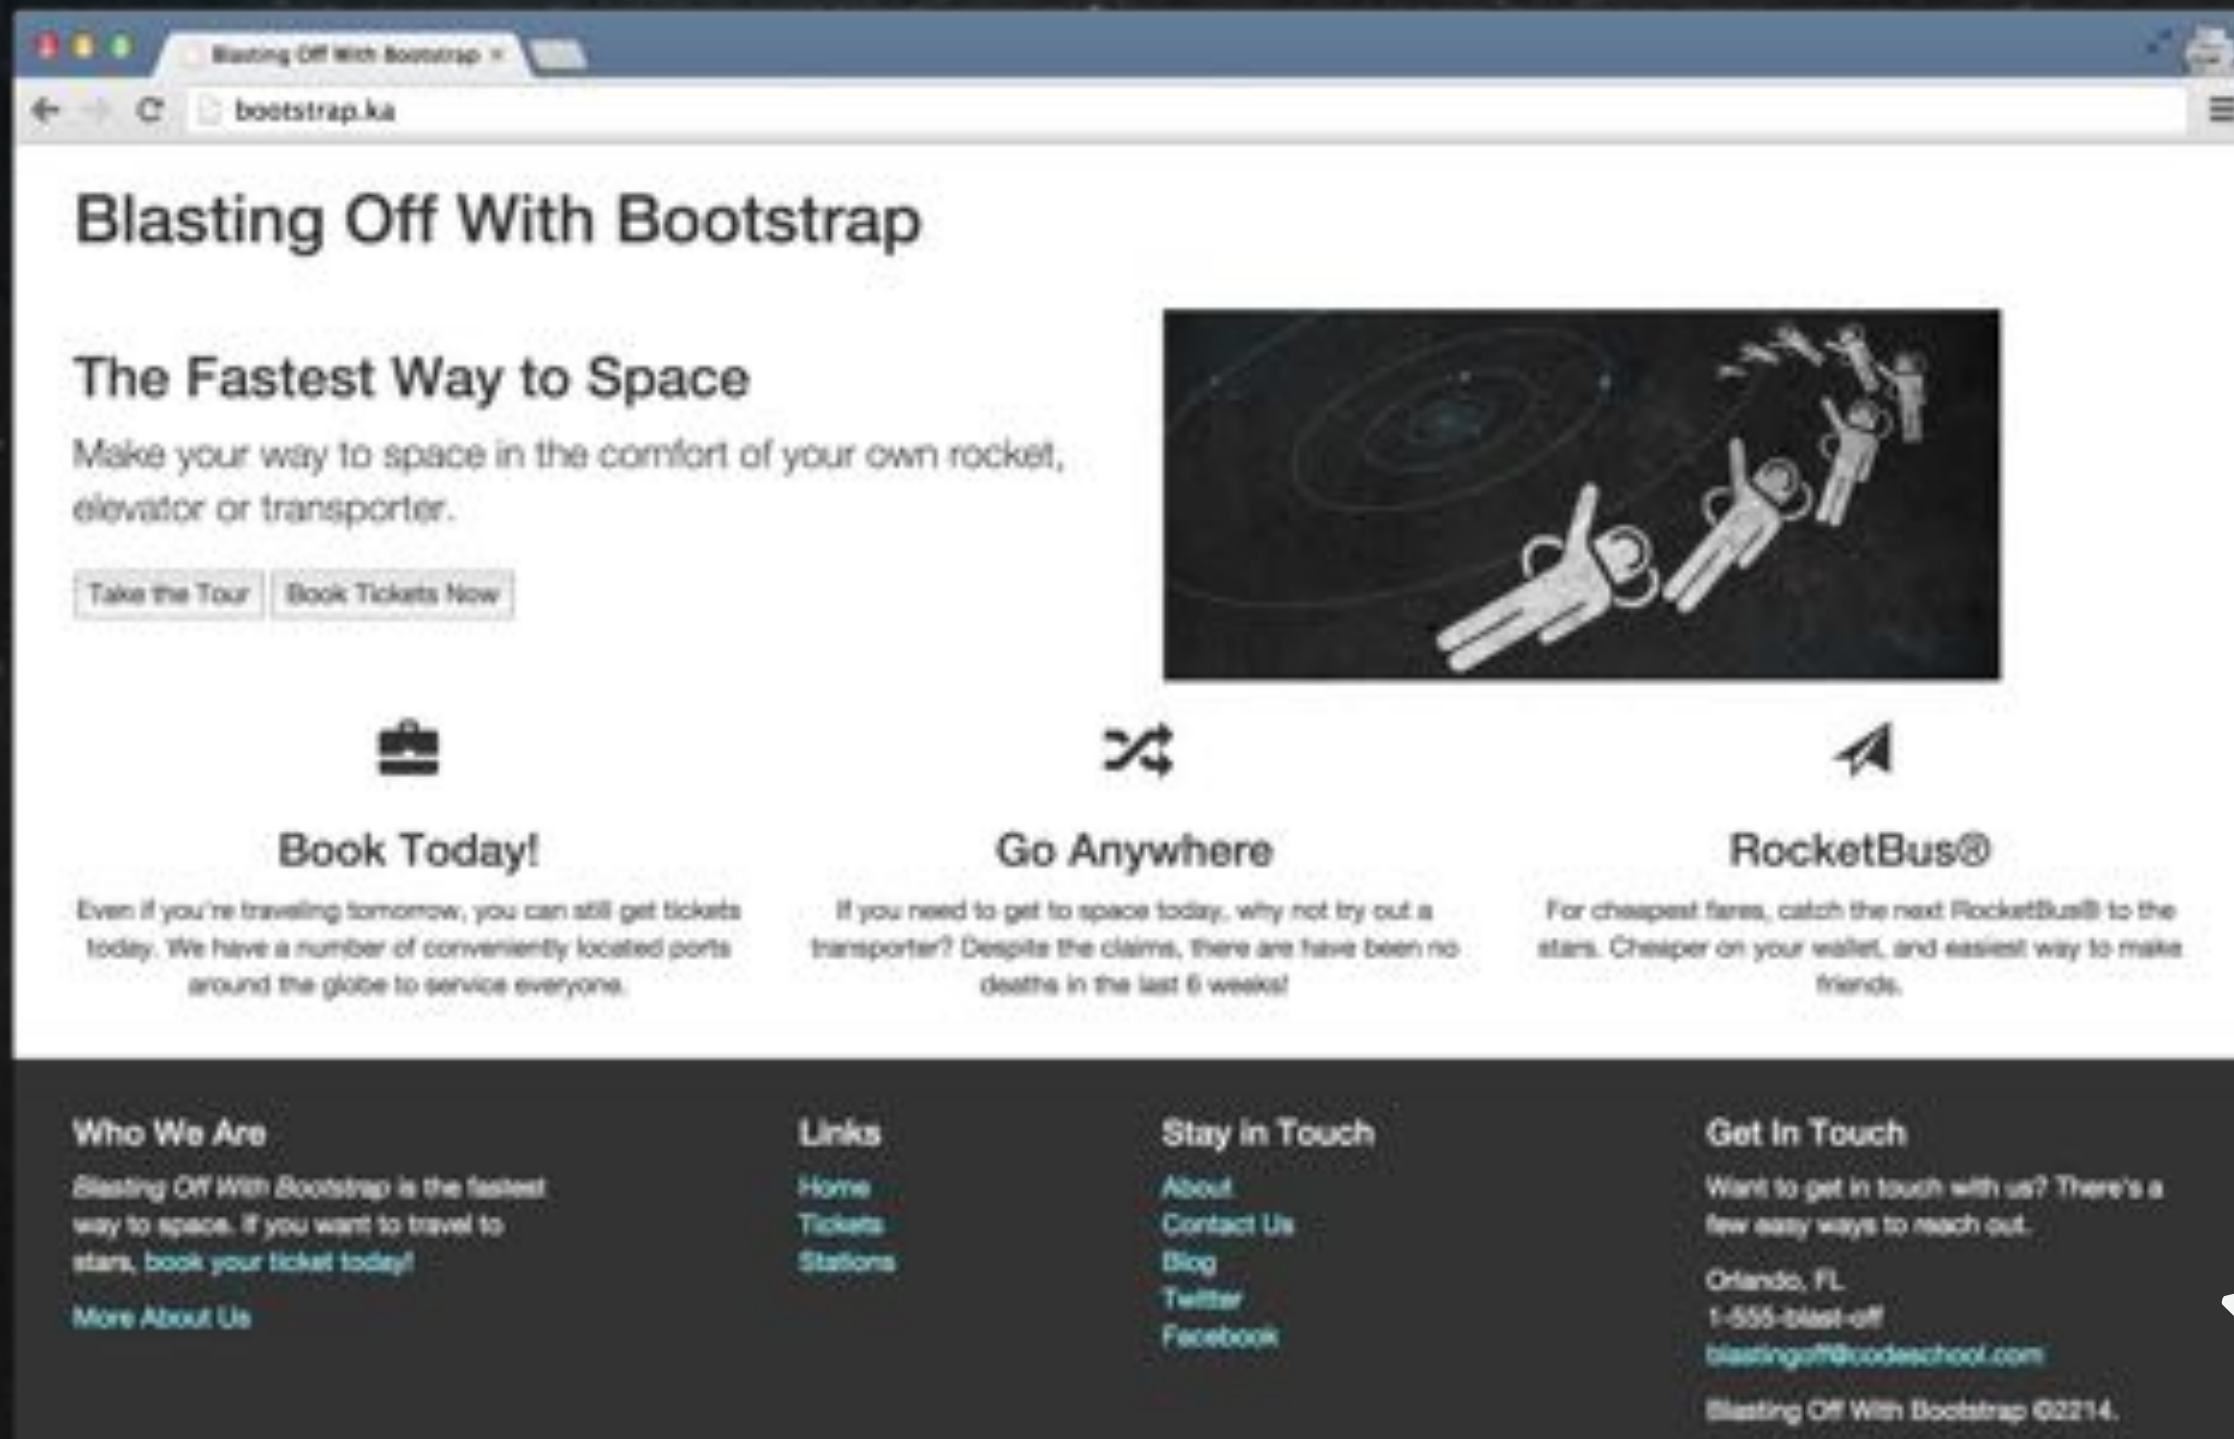 Blasting Off With Bootstrap ×
bootstrap.ka
Blasting Off With Bootstrap
The Fastest Way to Space
Make your way to space in the comfort of your own rocket,
elevator or transporter.
Take the Tour
Book Tickets Now
Book Today!
Even if you're traveling tomorrow, you can still get tickets
today. We have a number of conveniently located ports
around the globe to service everyone.
Go Anywhere
If you need to get to space today, why not try out a
transporter? Despite the claims, there are have been no
deaths in the last 6 weeks!
RocketBus®
For cheapest fares, catch the next RocketBus® to the
stars. Cheaper on your wallet, and easiest way to make
friends.
Who We Are
Blasting Off With Bootstrap is the fastest
way to space. If you want to travel to
stars, book your ticket today!
More About Us
Links
Home
Tickets
Stations
Stay in Touch
About
Contact Us
Blog
Twitter
Facebook
Get In Touch
Want to get in touch with us? There's a
few easy ways to reach out.
Orlando, FL
1-555-blast-off
blastingoff@codeschool.com
Blasting Off With Bootstrap ©2214.